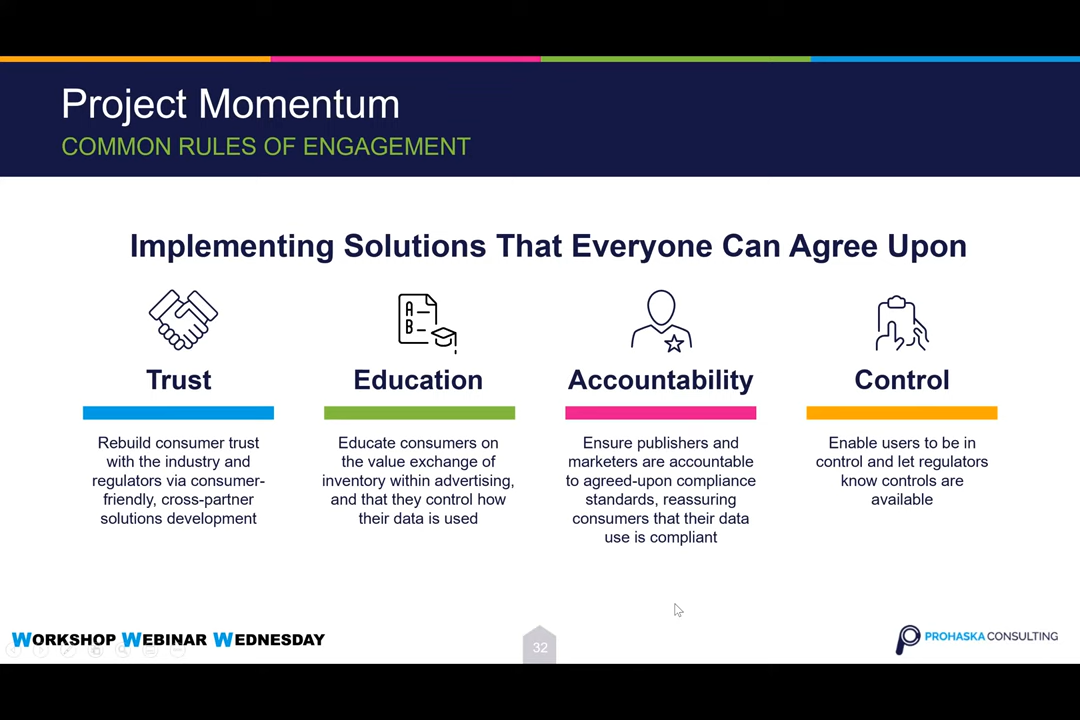 Project Momentum
COMMON RULES OF ENGAGEMENT
Implementing Solutions That Everyone Can Agree Upon
A
B
Trust
Rebuild consumer trust
with the industry and
regulators via consumer-
friendly, cross-partner
solutions development
Education
Educate consumers on
the value exchange of
inventory within advertising,
and that they control how
their data is used
Accountability
Ensure publishers and
marketers are accountable
to agreed-upon compliance
standards, reassuring
consumers that their data
use is compliant
Control
Enable users to be in
control and let regulators
know controls are
available
WORKSHOP WEBINAR WEDNESDAY
32
PROHASKA CONSULTING